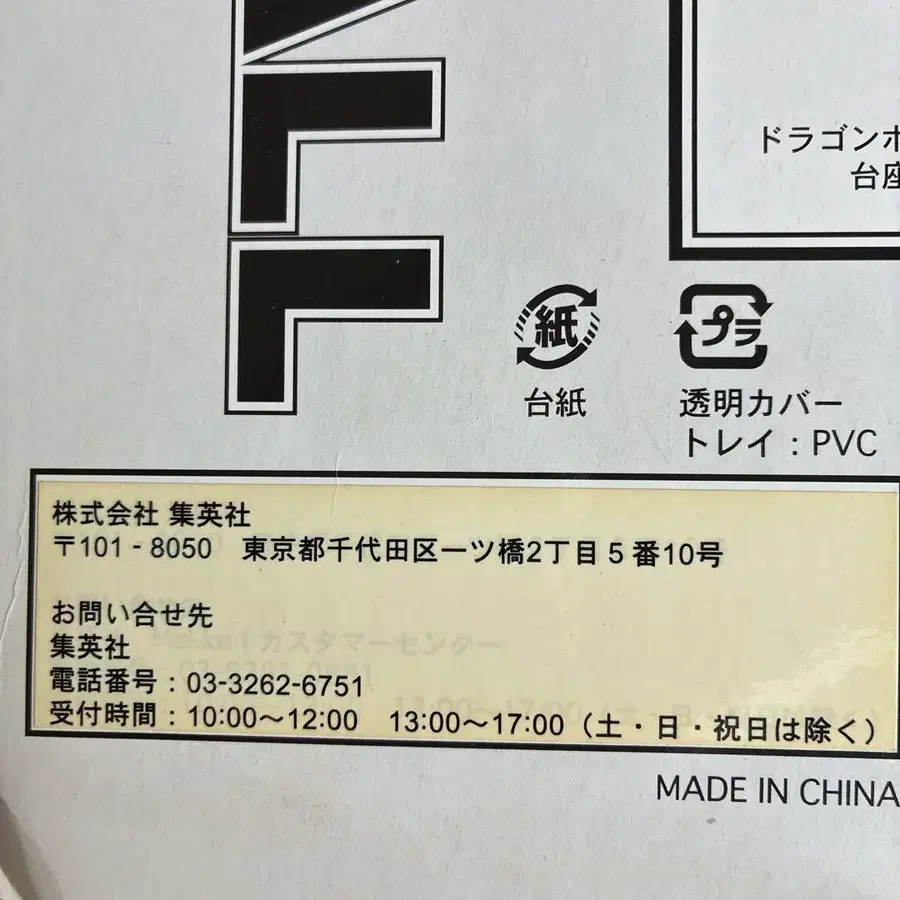 LL
ドラゴンボ
台座
紙
プラ
台紙
透明カバー
トレイ：PVC
株式会社 集英社
〒101-8050 東京都千代田区一ツ橋2丁目5番10号
お問い合せ先
集英社
電話番号：03-3262-6751
受付時間：10:00〜12:00 13:00〜17:00（土・日・祝日は除く）
MADE IN CHINA